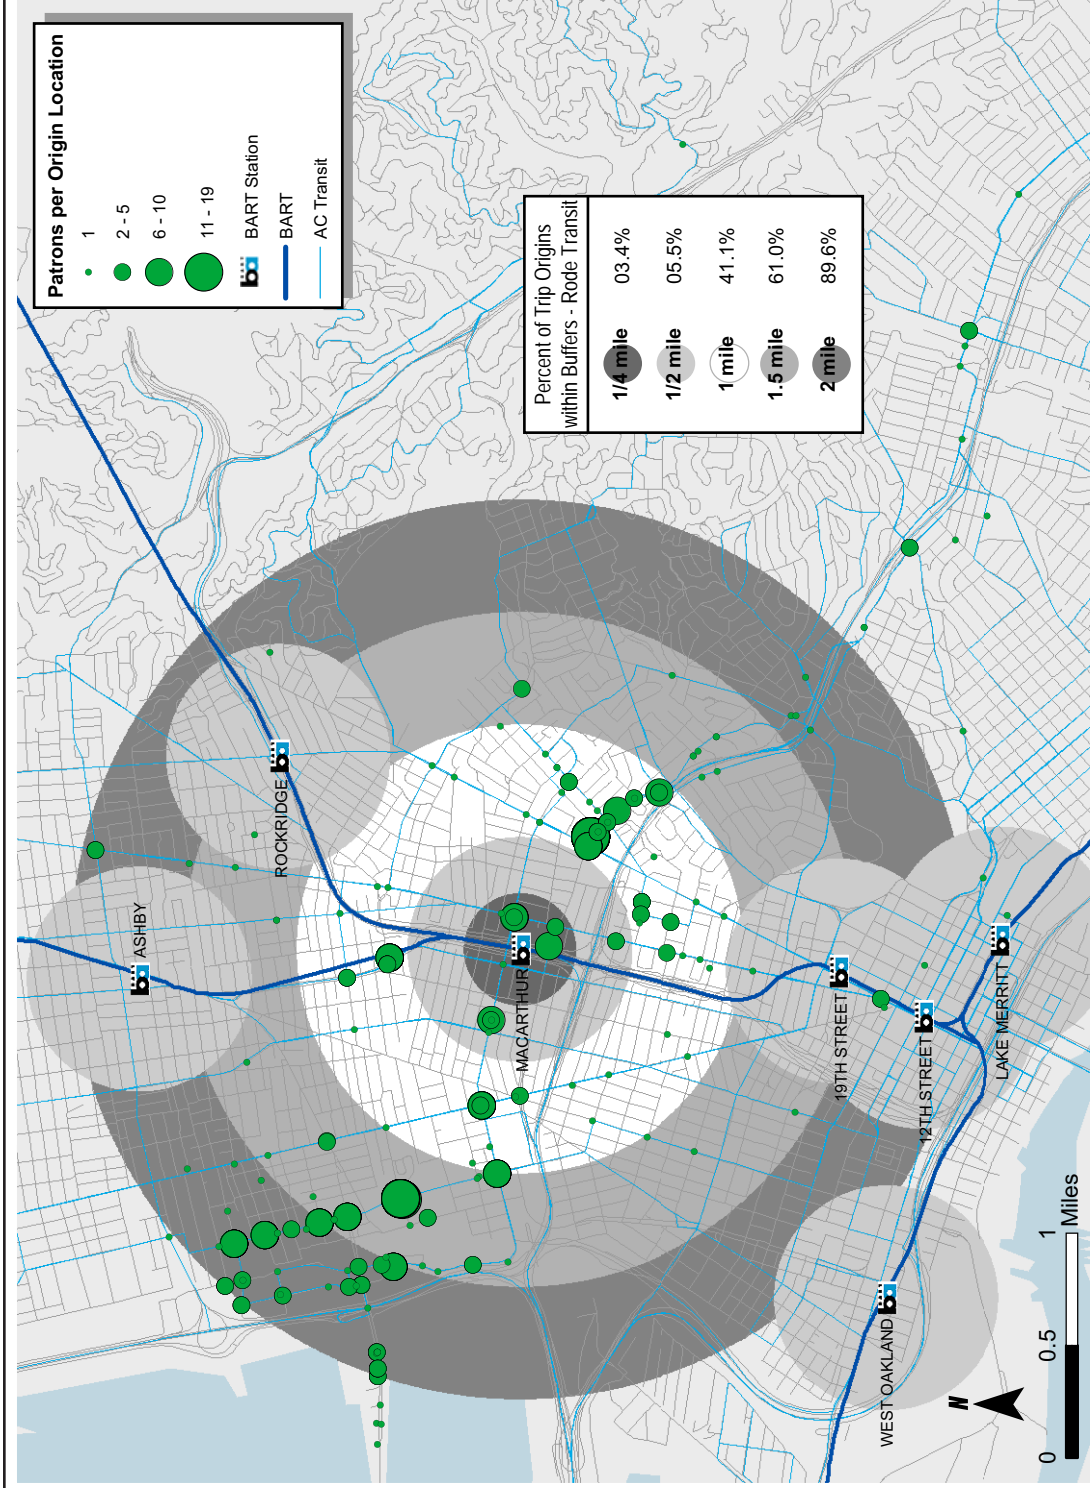 Patrons per Origin Location
1
2 - 5
6 - 10
11 - 19
BART Station
BART
AC Transit
Percent of Trip Origins
within Buffers - Rode Transit
1/4 mile 03.4%
1/2 mile 05.5%
1 mile 41.1%
1.5 mile 61.0%
2 mile 89.6%
ASHBY
ROCKRIDGE
MACARTHUR
19TH STREET
12TH STREET
LAKE MERRITT
WEST OAKLAND
N
0 0.5 1
Miles